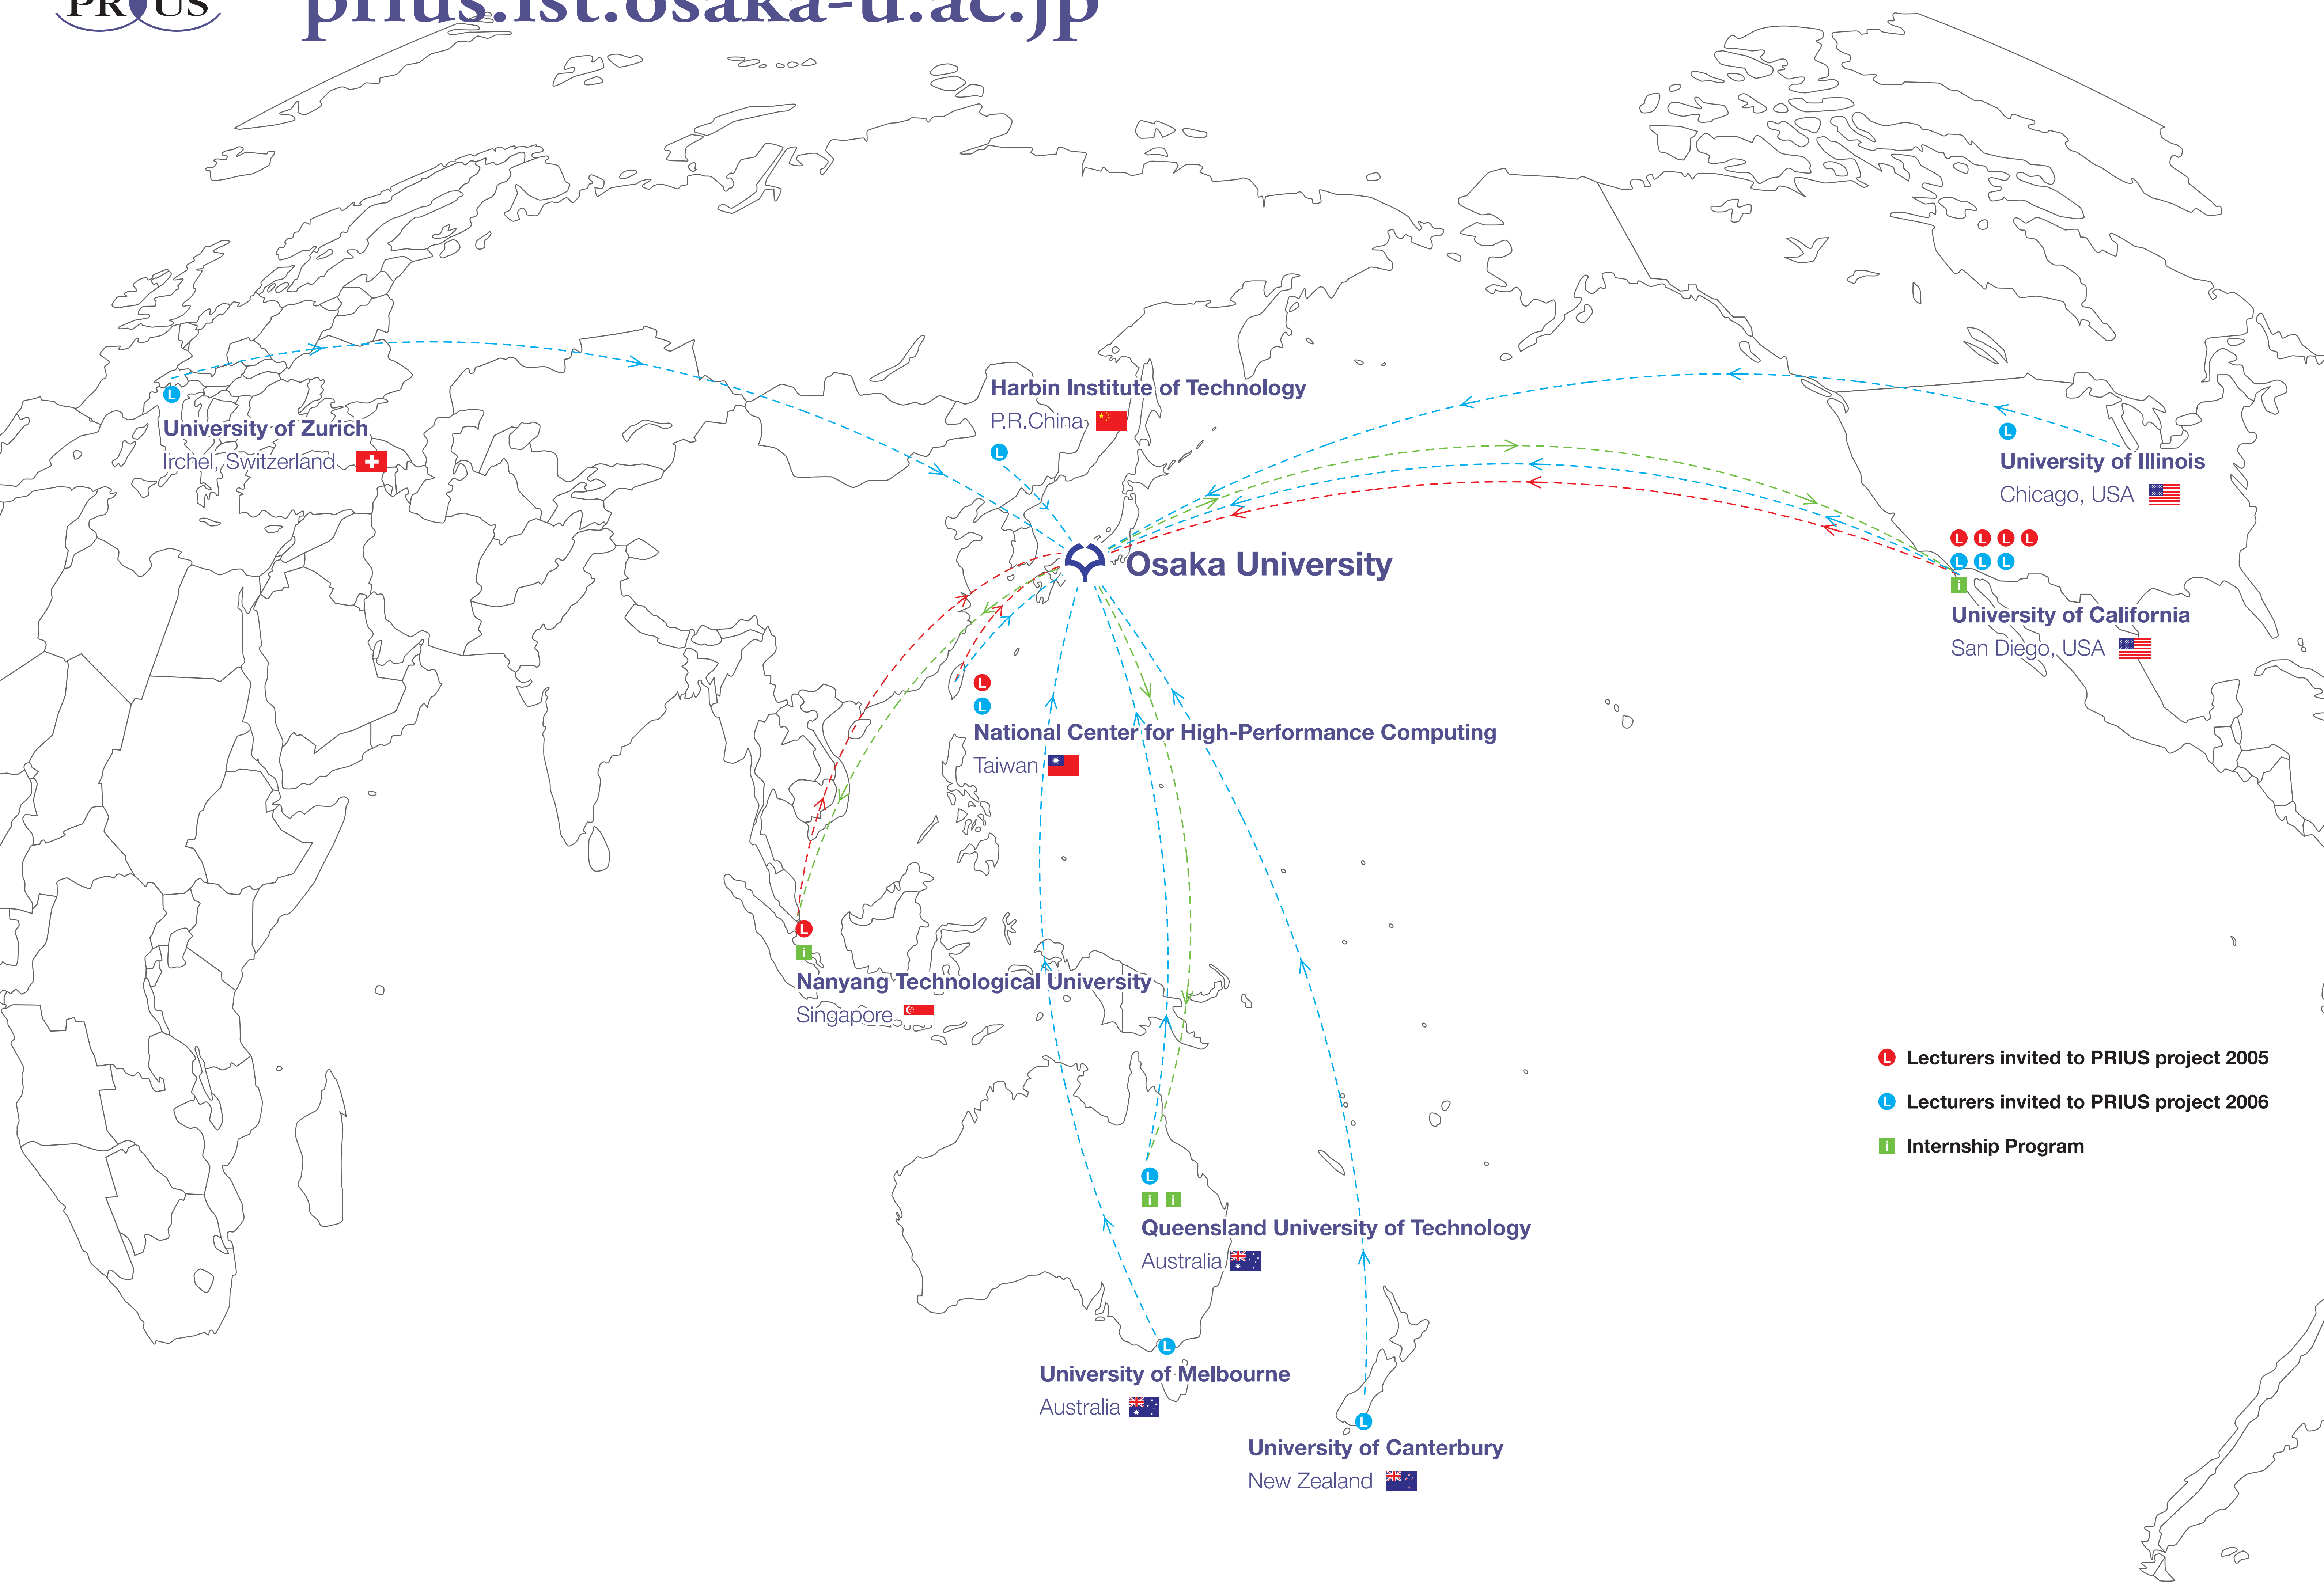 PRIUS
prius.ist.osaka-u.ac.jp
Harbin Institute of Technology
P.R.China
L
L
University of Zurich
Irchel, Switzerland
L
University of Illinois
Chicago, USA
L L L L
L L L
i
University of California
San Diego, USA
Osaka University
L
L
National Center for High-Performance Computing
Taiwan
L
i
Nanyang Technological University
Singapore
L Lecturers invited to PRIUS project 2005
L Lecturers invited to PRIUS project 2006
i Internship Program
L
i i
Queensland University of Technology
Australia
L
University of Melbourne
Australia
L
University of Canterbury
New Zealand